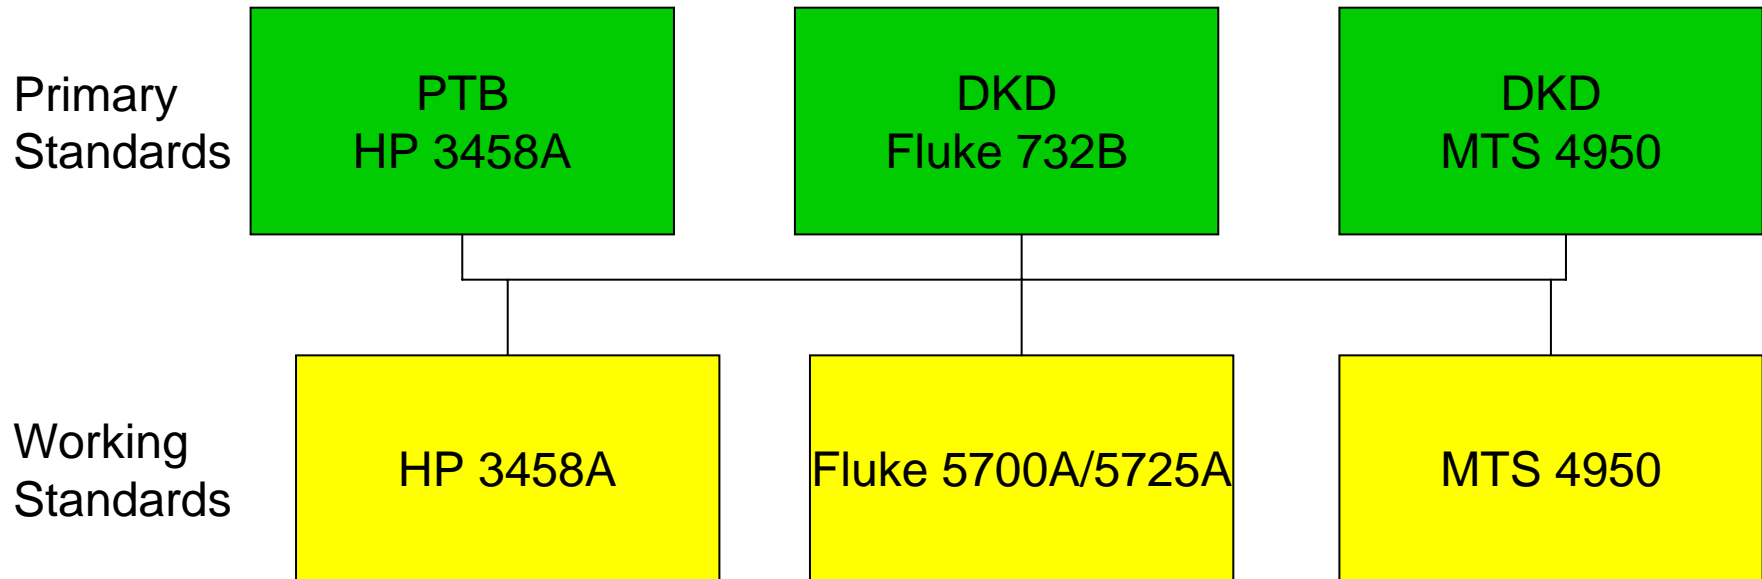 Primary
Standards
PTB
HP 3458A
DKD
Fluke 732B
DKD
MTS 4950
Working
Standards
HP 3458A
Fluke 5700A/5725A
MTS 4950